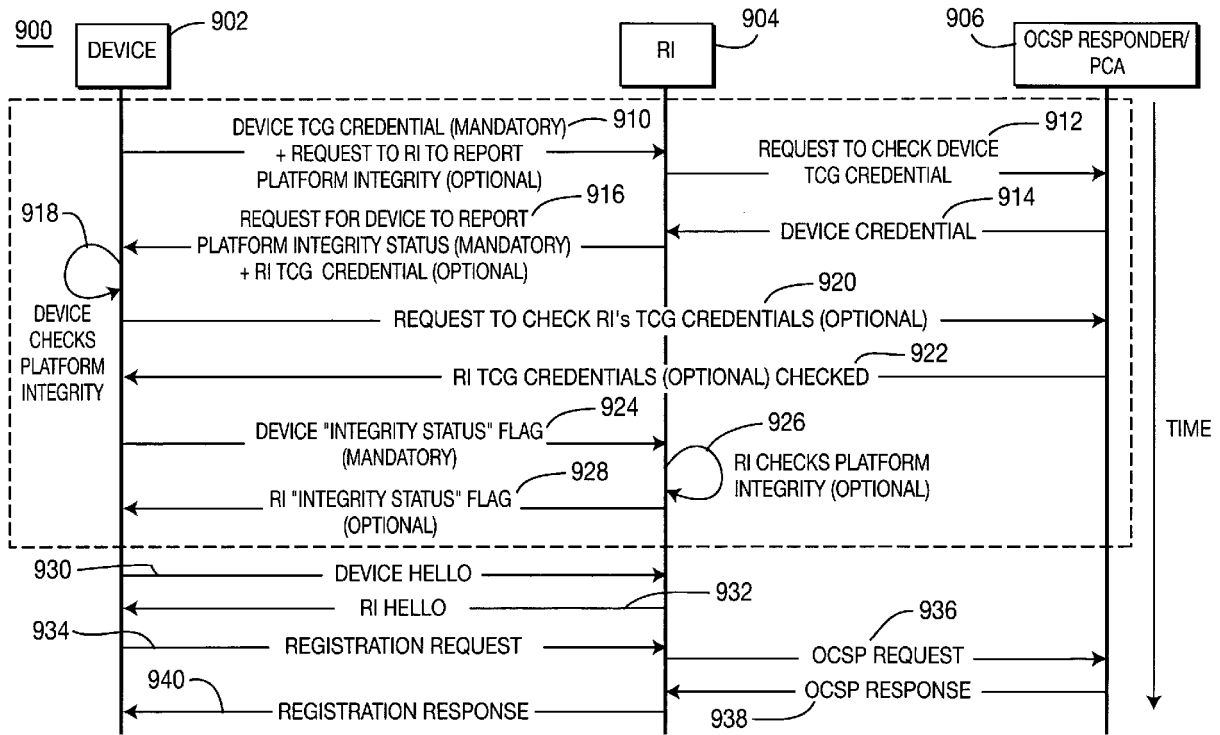 900
902
DEVICE
904
RI
906
OCSP RESPONDER/
PCA
910
DEVICE TCG CREDENTIAL (MANDATORY)
+ REQUEST TO RI TO REPORT
PLATFORM INTEGRITY (OPTIONAL)
912
REQUEST TO CHECK DEVICE
TCG CREDENTIAL
914
DEVICE CREDENTIAL
916
REQUEST FOR DEVICE TO REPORT
PLATFORM INTEGRITY STATUS (MANDATORY)
+ RI TCG CREDENTIAL (OPTIONAL)
918
DEVICE
CHECKS
PLATFORM
INTEGRITY
920
REQUEST TO CHECK RI's TCG CREDENTIALS (OPTIONAL)
922
RI TCG CREDENTIALS (OPTIONAL) CHECKED
924
DEVICE "INTEGRITY STATUS" FLAG
(MANDATORY)
926
RI CHECKS PLATFORM
INTEGRITY (OPTIONAL)
928
RI "INTEGRITY STATUS" FLAG
(OPTIONAL)
TIME
930
DEVICE HELLO
932
RI HELLO
934
REGISTRATION REQUEST
936
OCSP REQUEST
938
OCSP RESPONSE
940
REGISTRATION RESPONSE